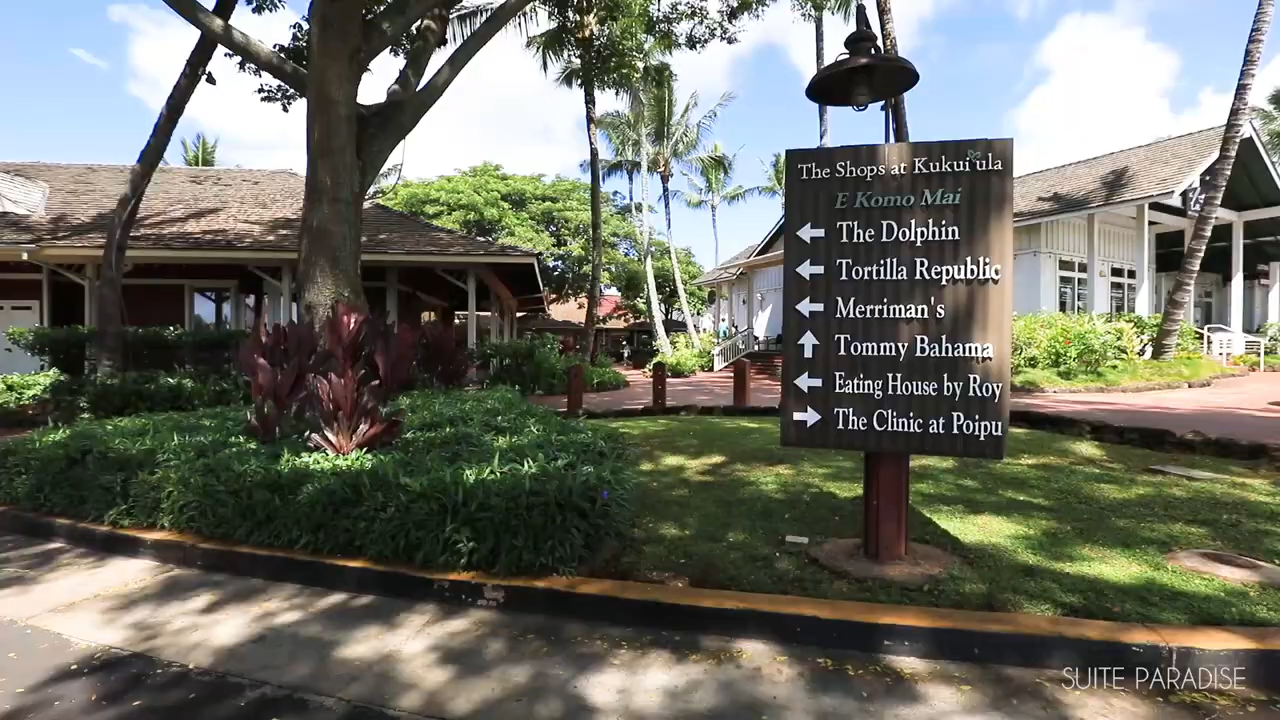 The Shops at Kukui'ula
E Komo Mai
The Dolphin
Tortilla Republic
Merriman's
Tommy Bahama
Eating House by Roy
The Clinic at Poipu
SUITE PARADISE